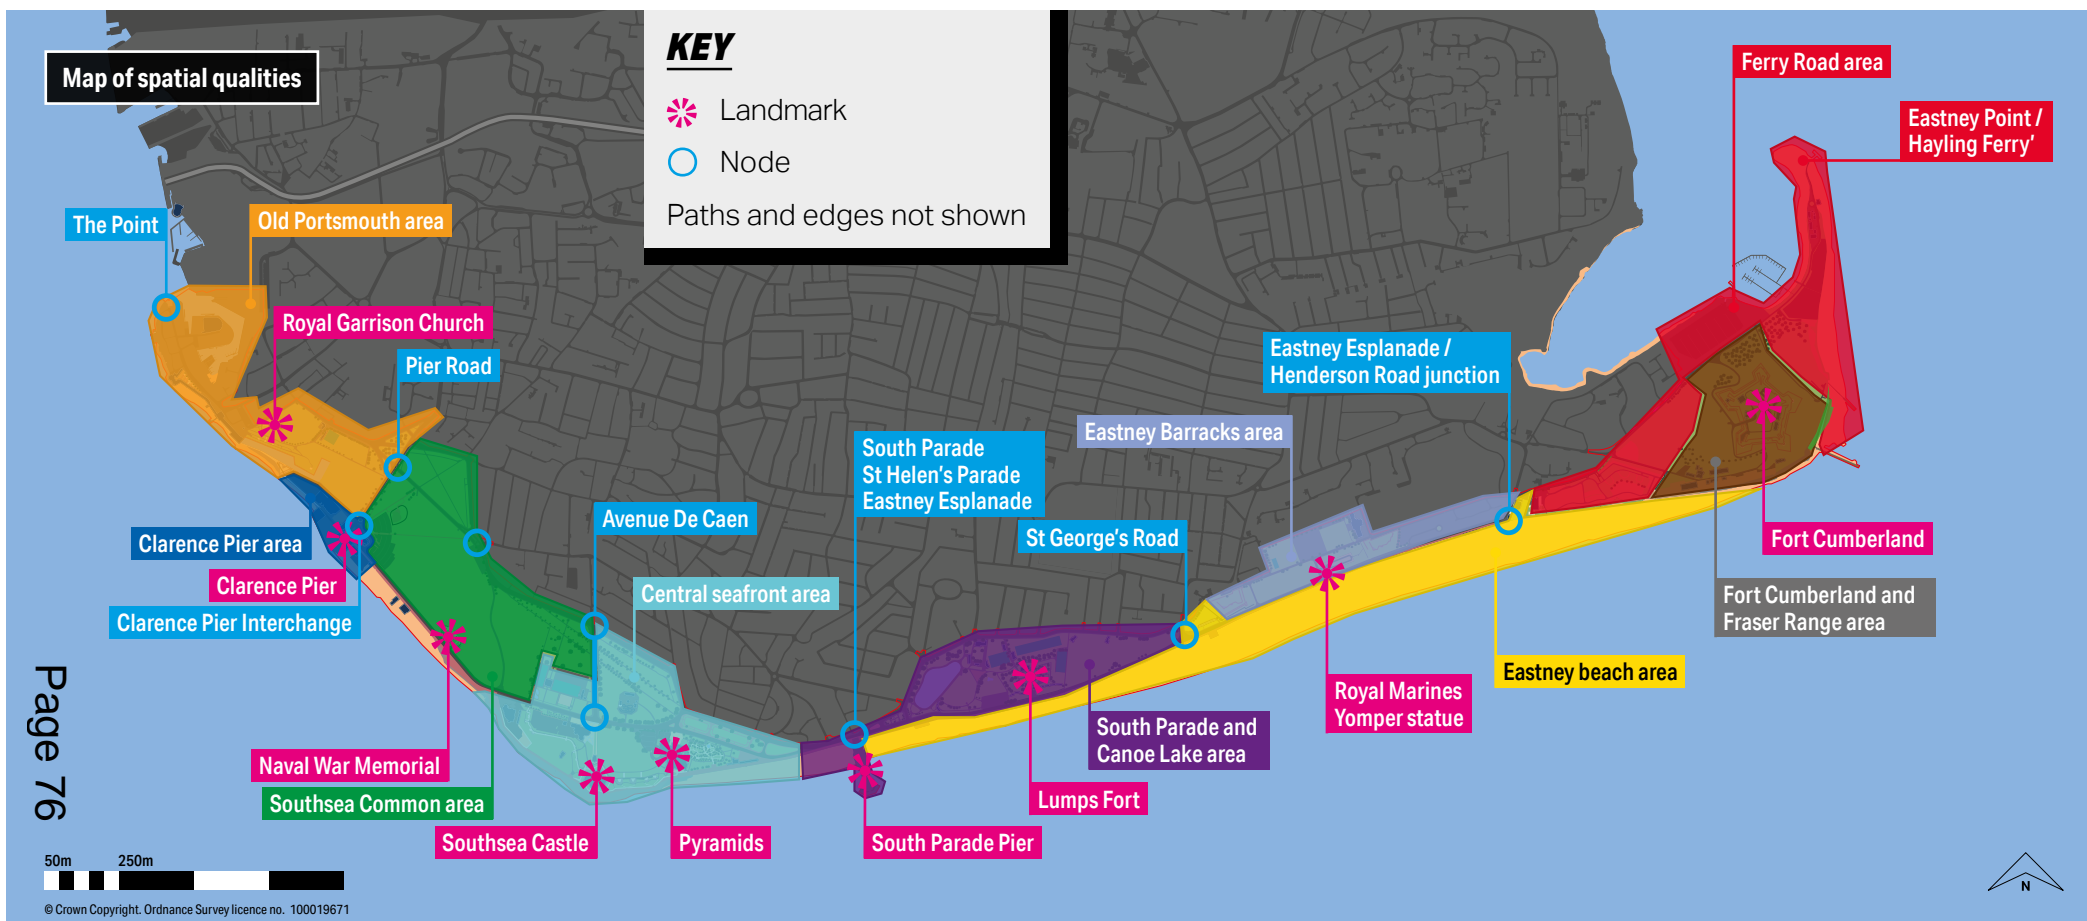 Map of spatial qualities
KEY
Landmark
Node
Paths and edges not shown
Ferry Road area
Eastney Point /
Hayling Ferry’
The Point
Old Portsmouth area
Royal Garrison Church
Pier Road
Eastney Esplanade /
Henderson Road junction
Eastney Barracks area
South Parade
St Helen’s Parade
Eastney Esplanade
Avenue De Caen
St George’s Road
Clarence Pier area
Clarence Pier
Clarence Pier Interchange
Central seafront area
Fort Cumberland
Fort Cumberland and
Fraser Range area
Eastney beach area
Royal Marines
Yomper statue
South Parade and
Canoe Lake area
Naval War Memorial
Southsea Common area
Lumps Fort
Southsea Castle
Pyramids
South Parade Pier
Page 76
50m 250m
© Crown Copyright. Ordnance Survey licence no. 100019671
N